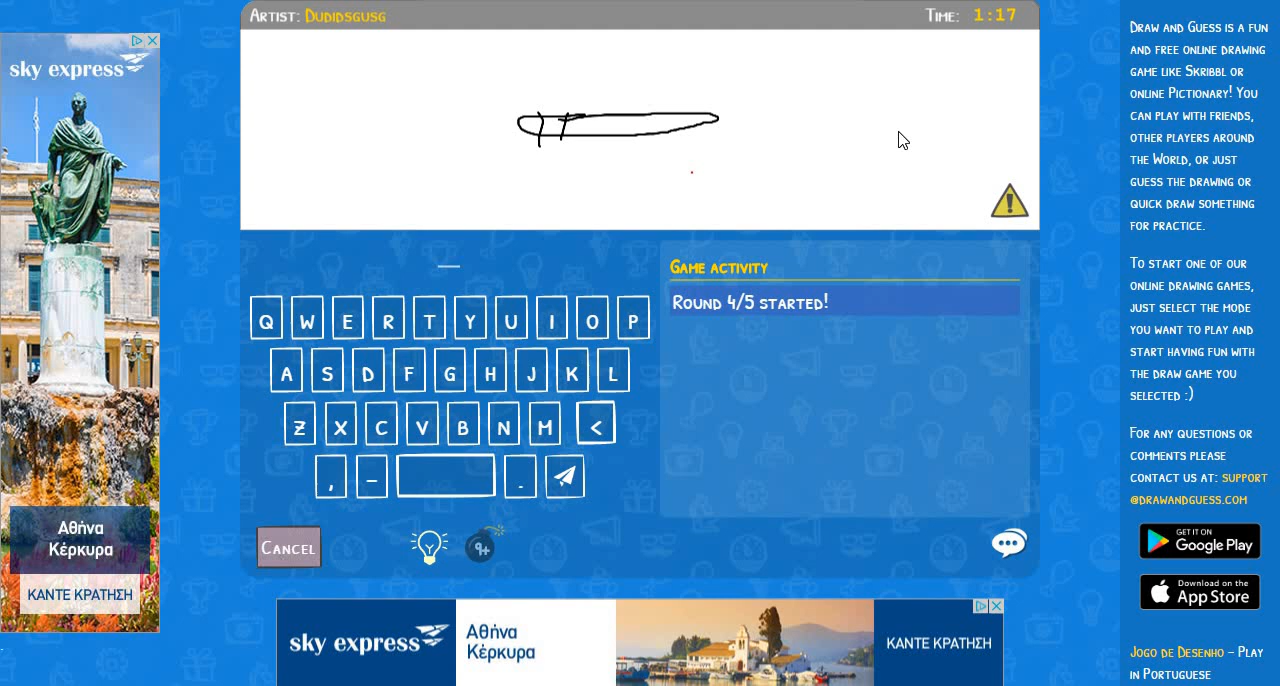 Artist: Dudidsgusg
Time: 1:17
sky express
Αθήνα
Κέρκυρα
ΚΑΝΤΕ ΚΡΑΤΗΣΗ
Game activity
Round 4/5 started!
Q W E R T Y U I O P
A S D F G H J K L
Z X C V B N M <
, - .
Cancel
9+
sky express
Αθήνα
Κέρκυρα
ΚΑΝΤΕ ΚΡΑΤΗΣΗ
Draw and Guess is a fun
and free online drawing
game like Skribbl or
online Pictionary! You
can play with friends,
other players around
the World, or just
guess the drawing or
quick draw something
for practice.
To start one of our
online drawing games,
just select the mode
you want to play and
start having fun with
the draw game you
selected :)
For any questions or
comments please
contact us at: support
@drawandguess.com
GET IT ON
Google Play
Download on the
App Store
Jogo de Desenho – Play
in Portuguese